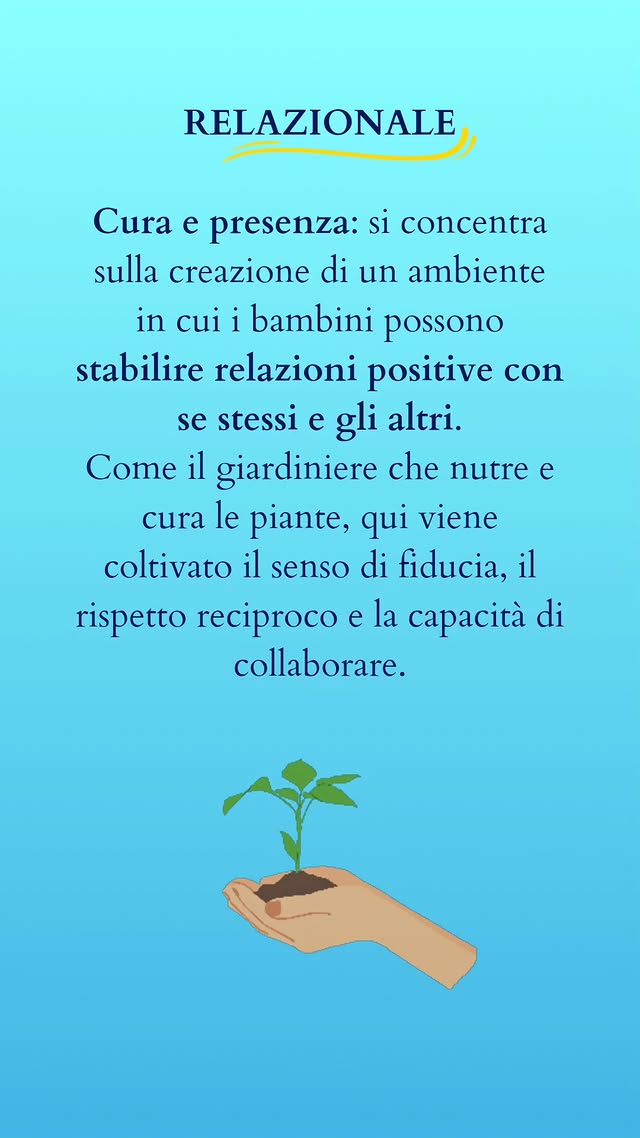 RELAZIONALE
Cura e presenza: si concentra
sulla creazione di un ambiente
in cui i bambini possono
stabilire relazioni positive con
se stessi e gli altri.
Come il giardiniere che nutre e
cura le piante, qui viene
coltivato il senso di fiducia, il
rispetto reciproco e la capacità di
collaborare.